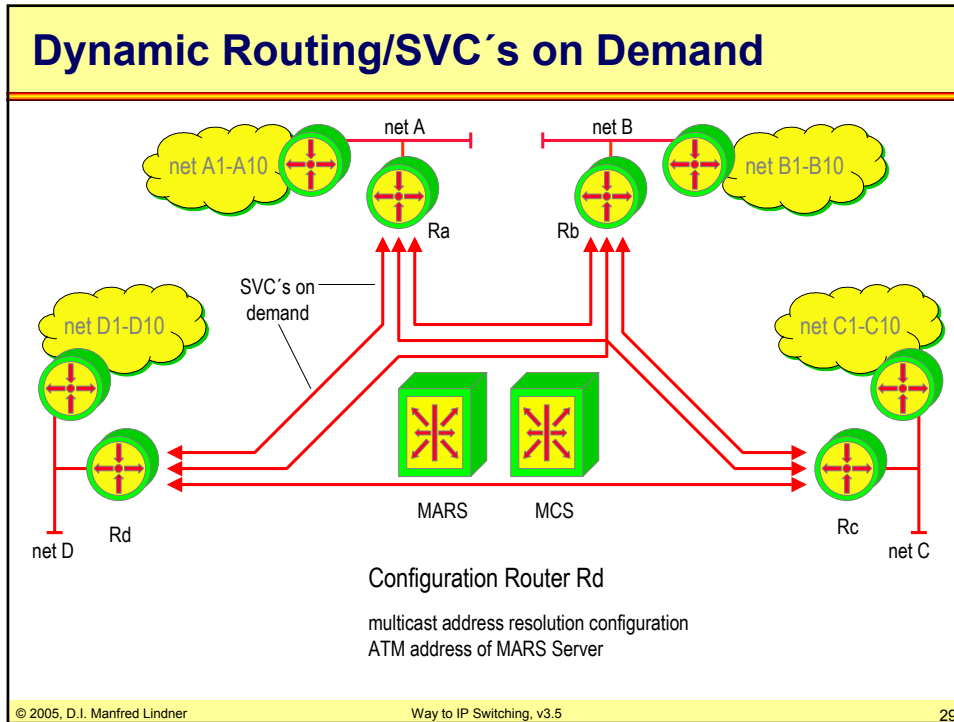 Dynamic Routing/SVC´s on Demand
net A
net B
net A1-A10
net B1-B10
Ra
Rb
SVC´s on
demand
net D1-D10
net C1-C10
MARS
MCS
Rd
Rc
net D
net C
Configuration Router Rd
multicast address resolution configuration
ATM address of MARS Server
© 2005, D.I. Manfred Lindner
Way to IP Switching, v3.5
29